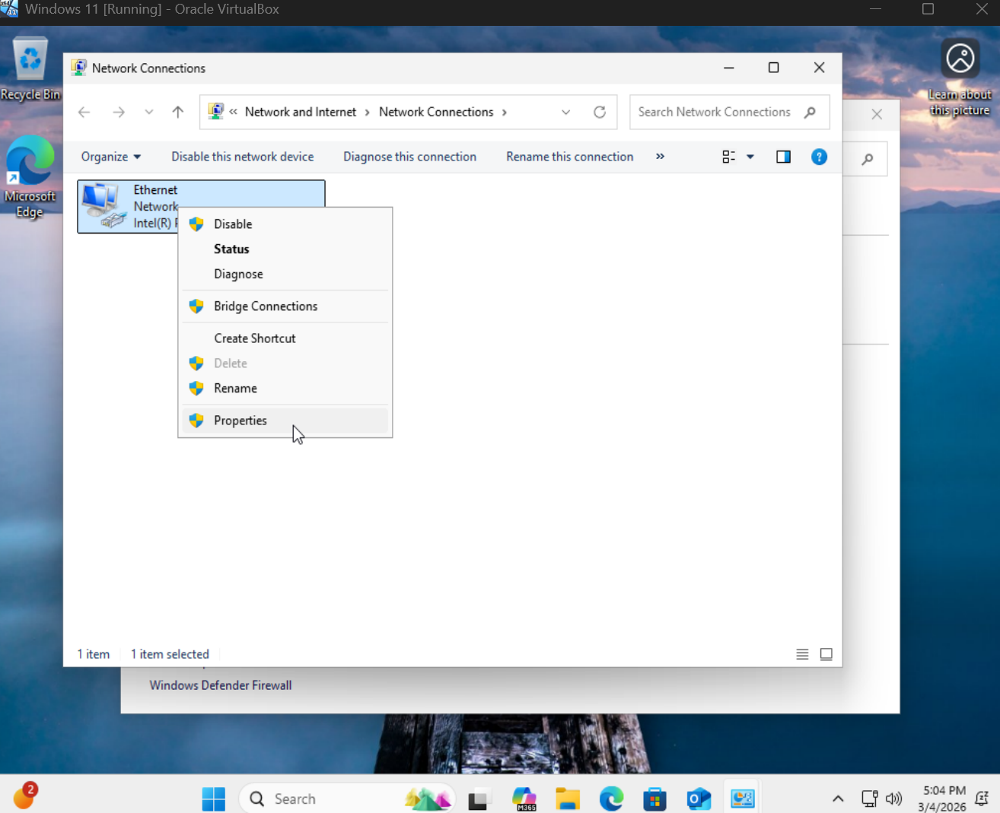 Windows 11 [Running] - Oracle VirtualBox
Recycle Bin
Microsoft
Edge
Learn about
this picture
Network Connections
« Network and Internet > Network Connections >
Search Network Connections
Organize
Disable this network device
Diagnose this connection
Rename this connection
»
?
Ethernet
Network
Intel(R)
Disable
Status
Diagnose
Bridge Connections
Create Shortcut
Delete
Rename
Properties
1 item
1 item selected
Windows Defender Firewall
2
Search
M365
5:04 PM
3/4/2026